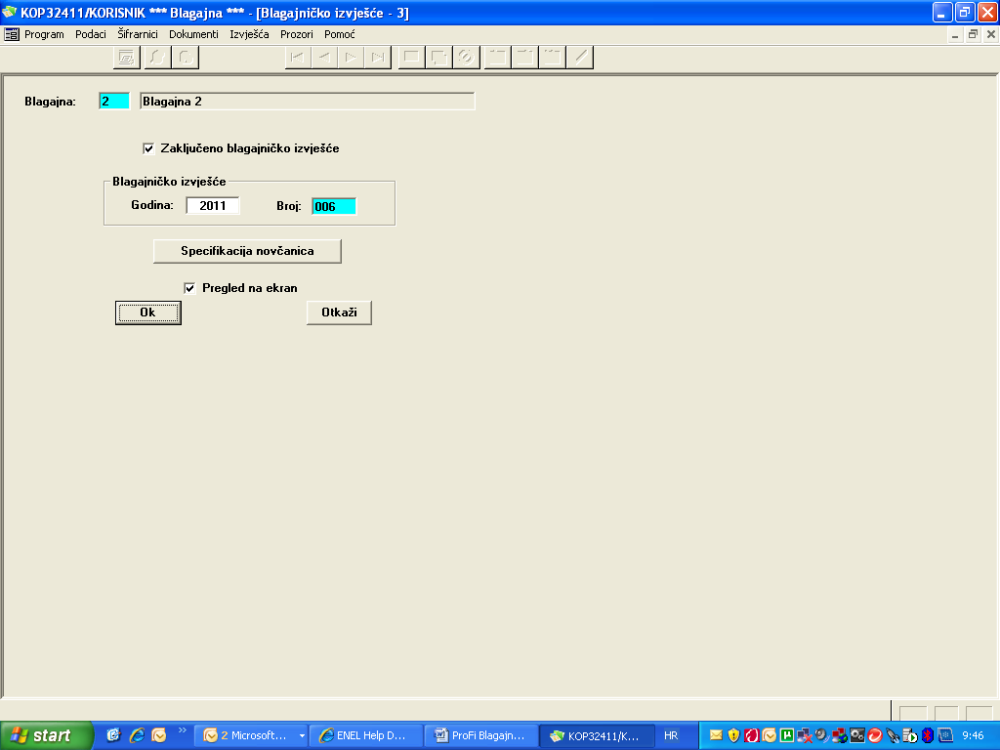 KOP32411/KORISNIK *** Blagajna *** - [Blagajničko izvješće - 3]
Program Podaci Šifrarnici Dokumenti Izvješća Prozori Pomoć
Blagajna: 2 Blagajna 2
Zaključeno blagajničko izvješće
Blagajničko izvješće
Godina: 2011 Broj: 006
Specifikacija novčanica
Pregled na ekran
Ok Otkaži
start 2 Microsoft... ENEL Help D... ProFi Blagajn... KOP32411/K... HR 9:46